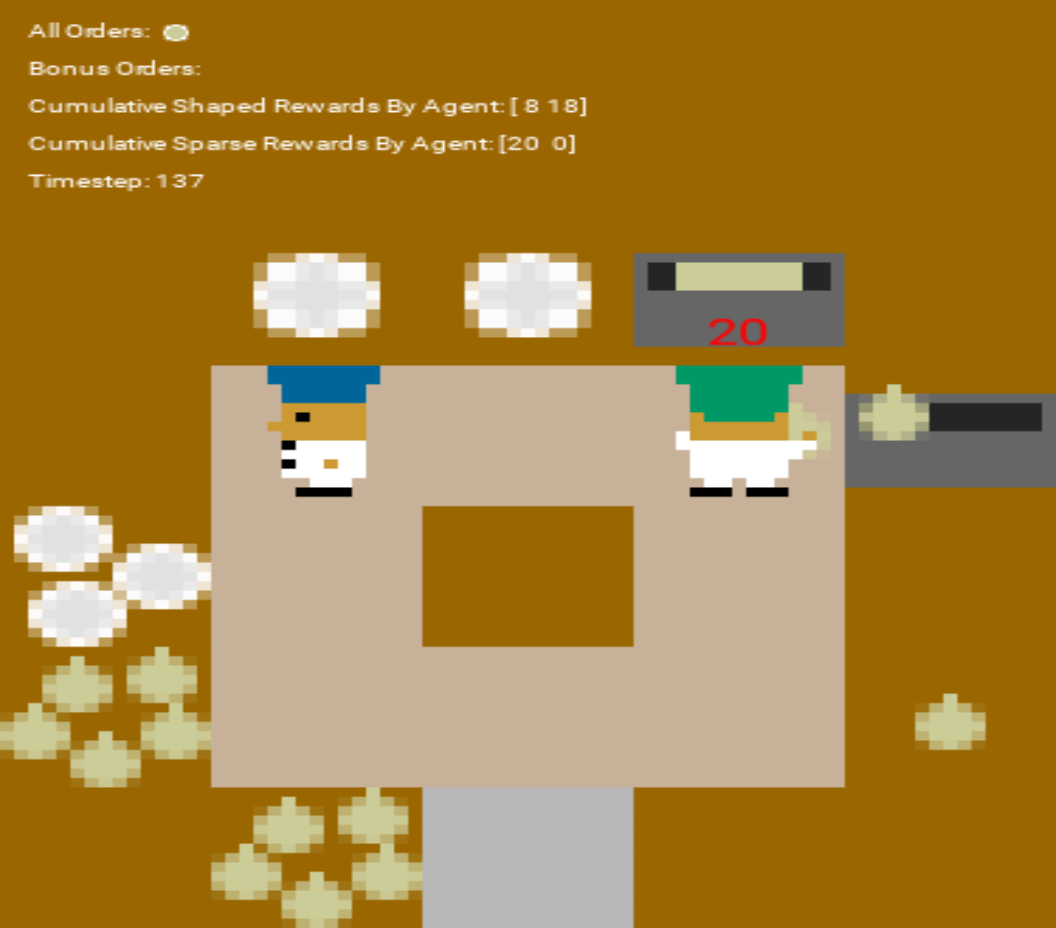 All Orders:
Bonus Orders:
Cumulative Shaped Rewards By Agent: [ 8 18]
Cumulative Sparse Rewards By Agent: [20  0]
Timestep: 137
20